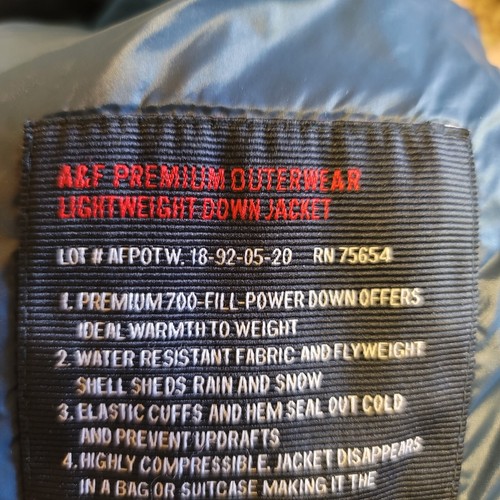 A&F PREMIUM OUTERWEAR
LIGHTWEIGHT DOWN JACKET
LOT # AFPOTW. 18-92-05-20 RN 75654
1. PREMIUM 700-FILL-POWER DOWN OFFERS
IDEAL WARMTH TO WEIGHT
2. WATER RESISTANT FABRIC AND FLYWEIGHT
SHELL SHEDS RAIN AND SNOW
3. ELASTIC CUFFS AND HEM SEAL OUT COLD
AND PREVENT UPDRAFTS
4. HIGHLY COMPRESSIBLE. JACKET DISAPPEARS
IN A BAG OR SUITCASE MAKING IT THE